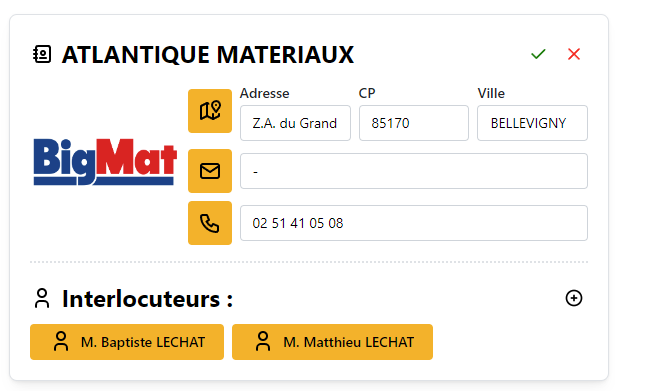 ATLANTIQUE MATERIAUX
Adresse CP Ville
Z.A. du Grand 85170 BELLEVIGNY
BigMat
-
02 51 41 05 08
Interlocuteurs :
M. Baptiste LECHAT M. Matthieu LECHAT